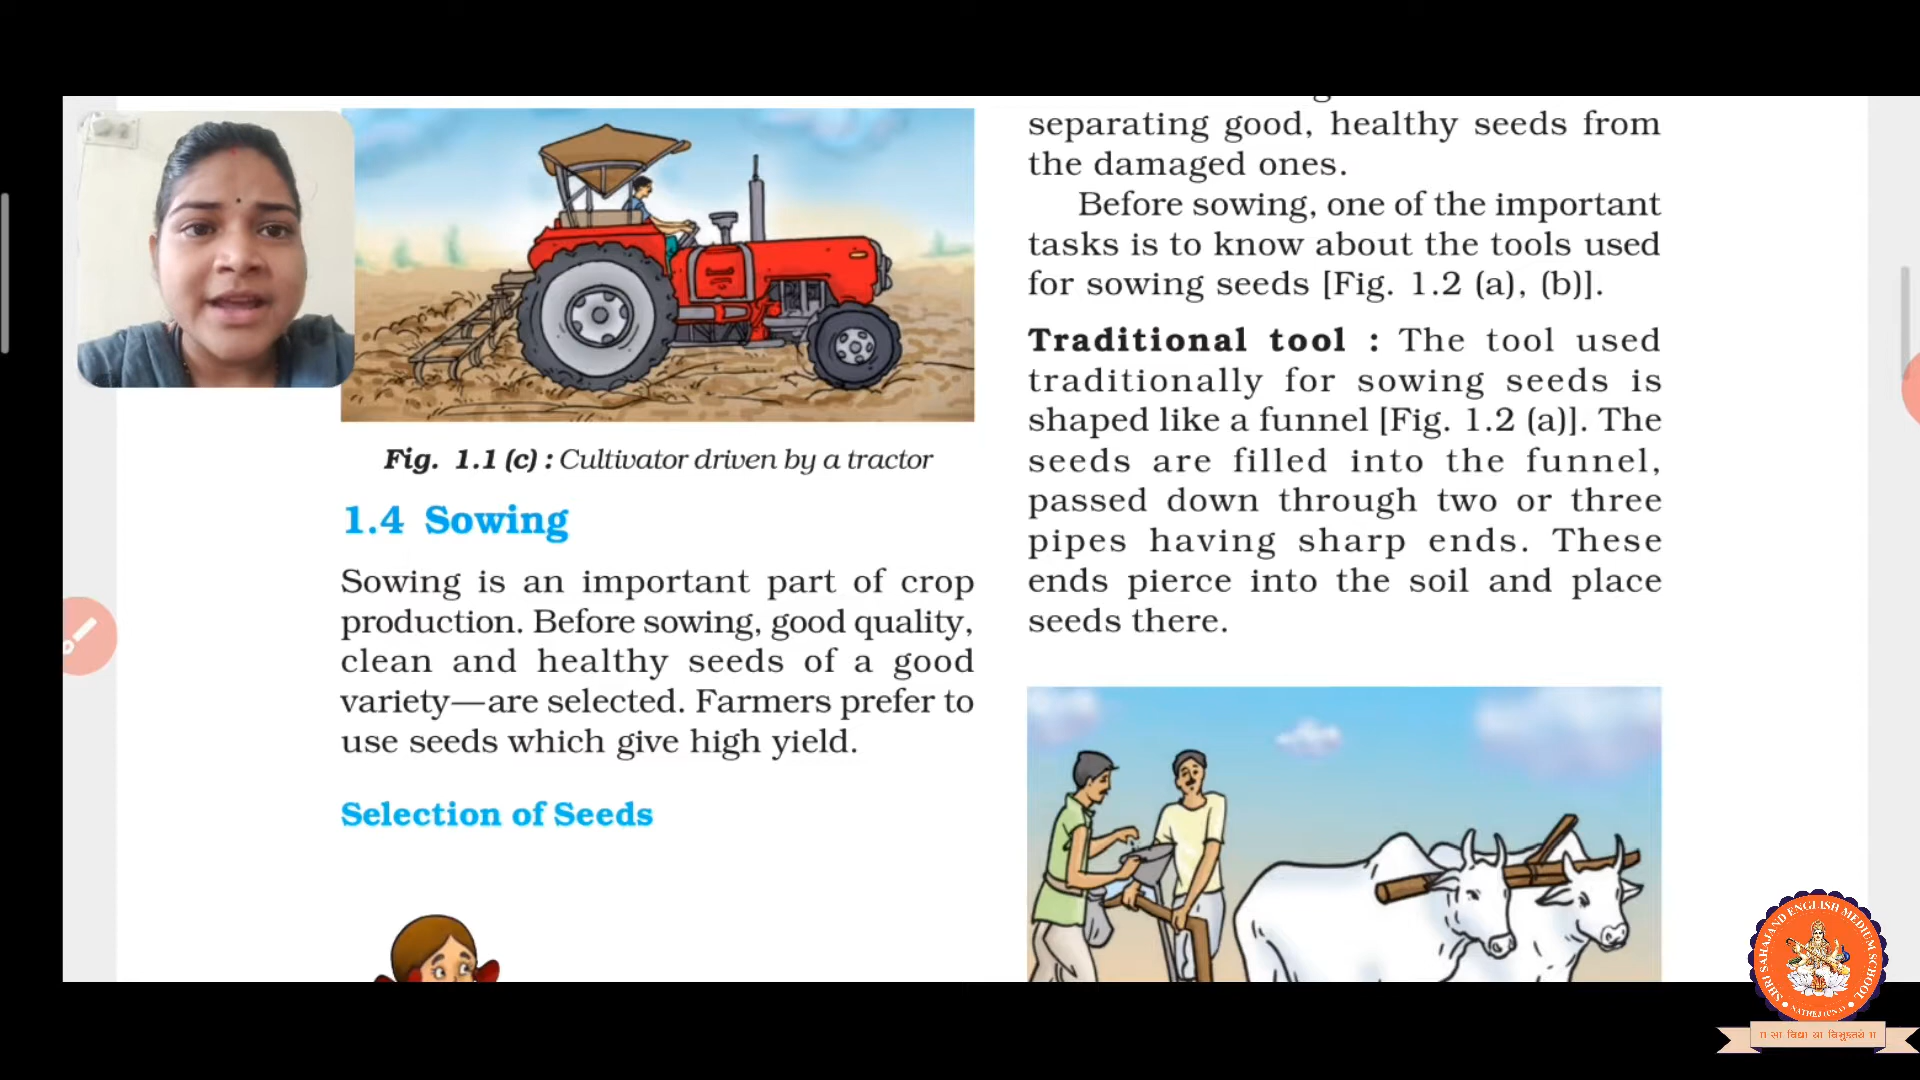 Fig. 1.1 (c) : Cultivator driven by a tractor
1.4 Sowing
Sowing is an important part of crop
production. Before sowing, good quality,
clean and healthy seeds of a good
variety—are selected. Farmers prefer to
use seeds which give high yield.
Selection of Seeds
separating good, healthy seeds from
the damaged ones.
Before sowing, one of the important
tasks is to know about the tools used
for sowing seeds [Fig. 1.2 (a), (b)].
Traditional tool : The tool used
traditionally for sowing seeds is
shaped like a funnel [Fig. 1.2 (a)]. The
seeds are filled into the funnel,
passed down through two or three
pipes having sharp ends. These
ends pierce into the soil and place
seeds there.
SHRI SAHAJANAND ENGLISH MEDIUM SCHOOL
॥ सा विद्या या विमुक्तये ॥